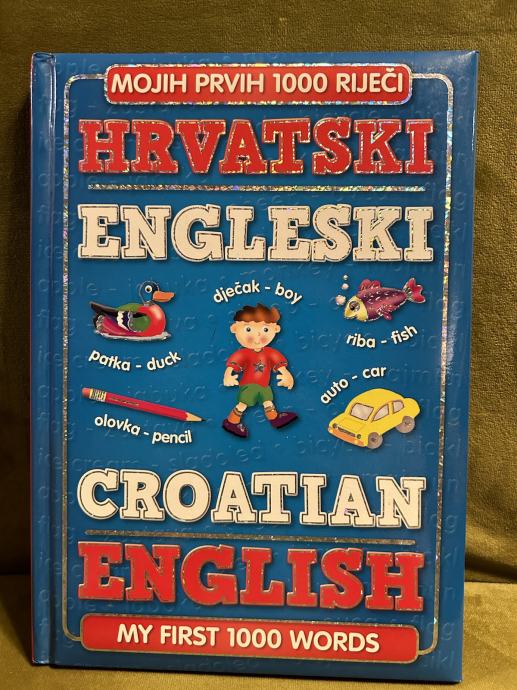 MOJIH PRVIH 1000 RIJEČI
HRVATSKI
ENGLESKI
dječak - boy
patka - duck
riba - fish
auto - car
olovka - pencil
CROATIAN
ENGLISH
MY FIRST 1000 WORDS